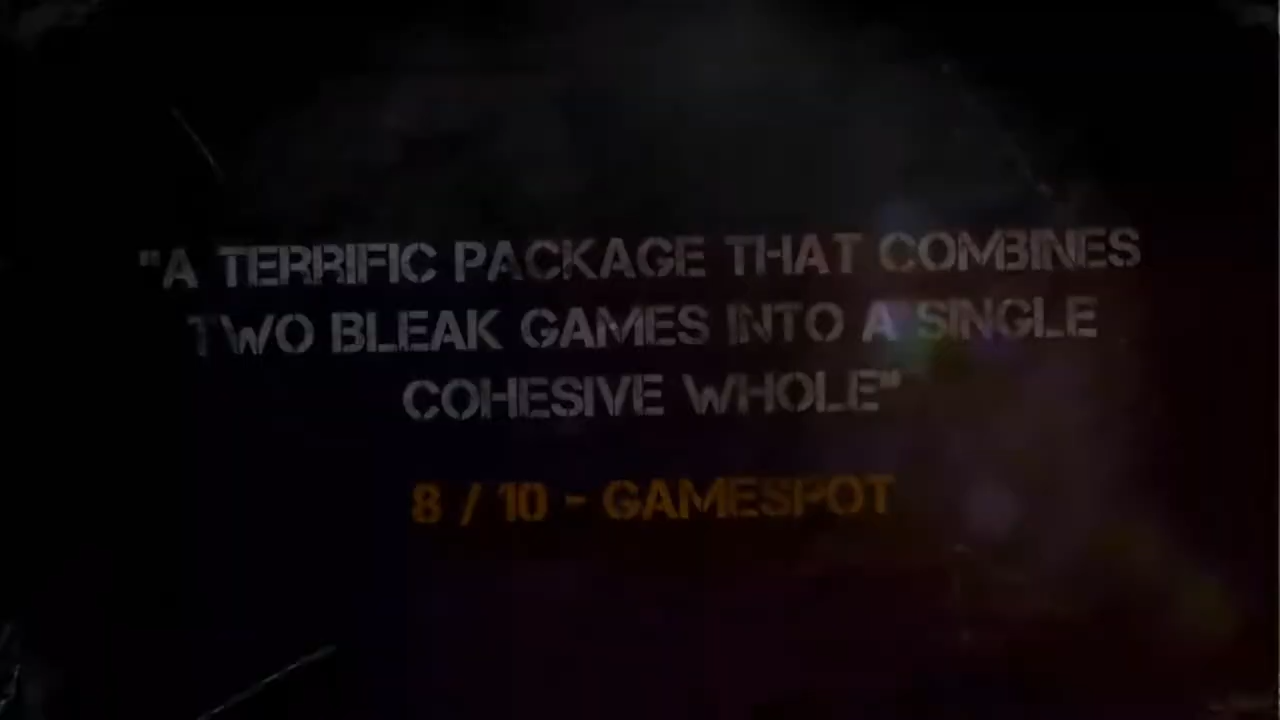 "A TERRIFIC PACKAGE THAT COMBINES
TWO BLEAK GAMES INTO A SINGLE
COHESIVE WHOLE"
8 / 10 - GAMESPOT